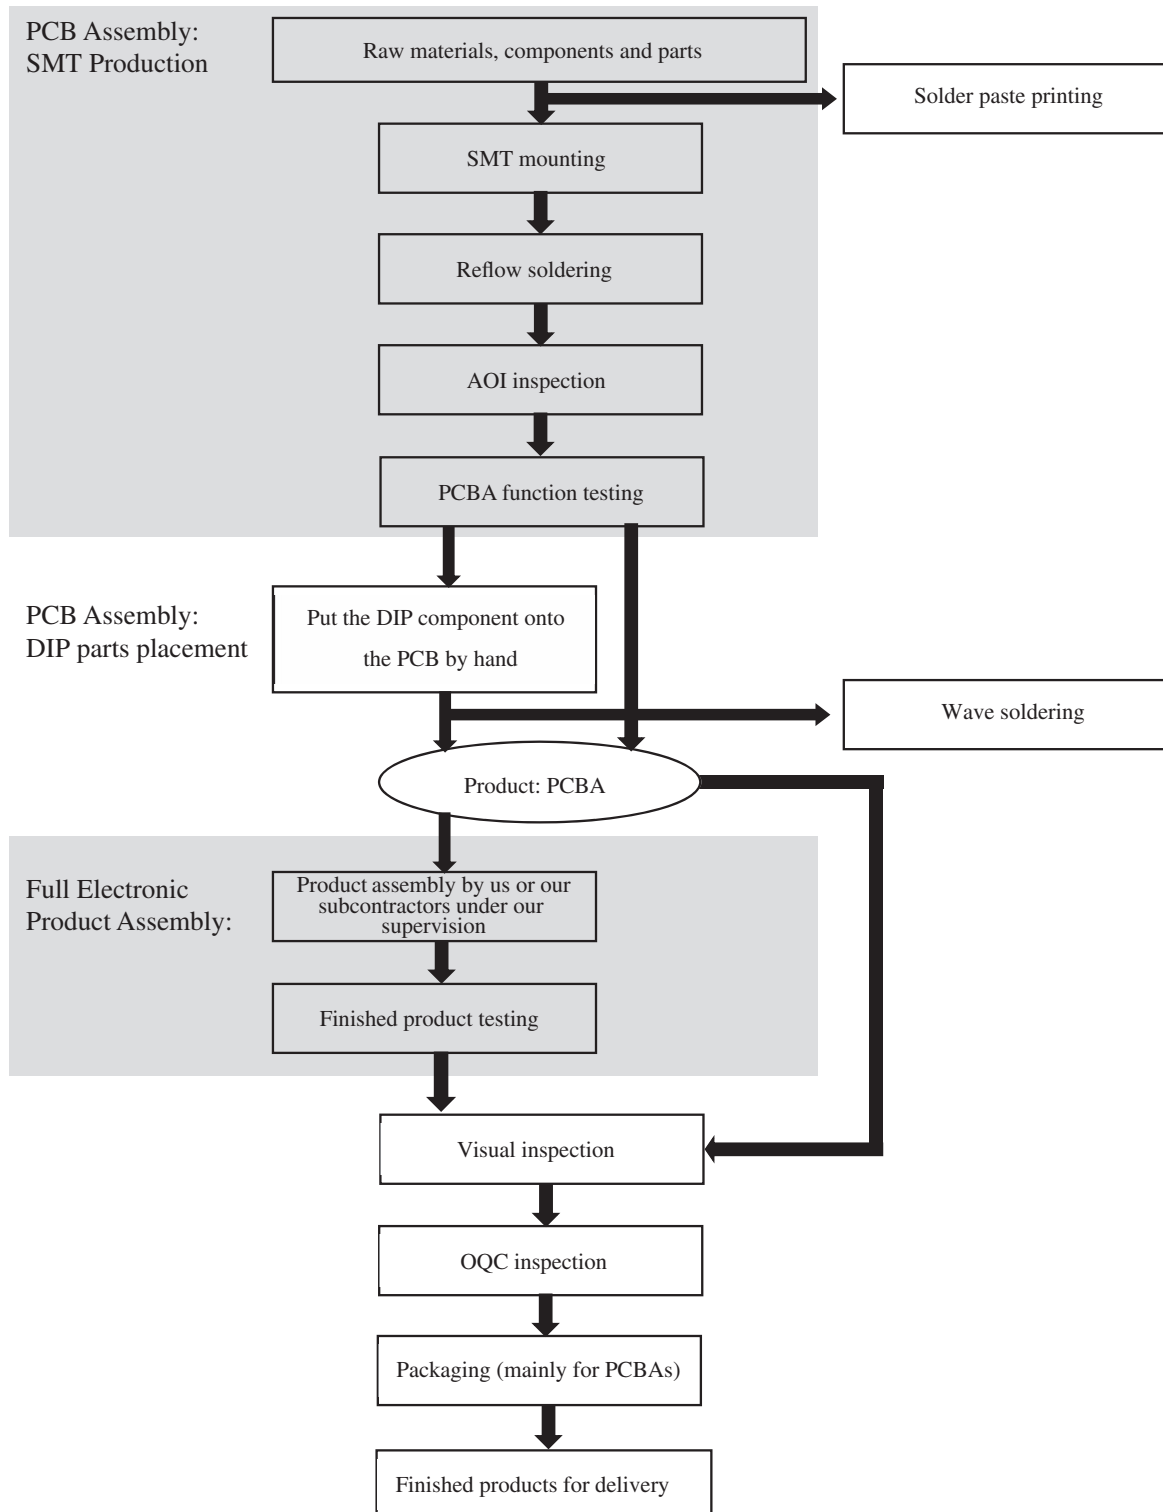 PCB Assembly:
SMT Production
Raw materials, components and parts
Solder paste printing
SMT mounting
Reflow soldering
AOI inspection
PCBA function testing
PCB Assembly:
DIP parts placement
Put the DIP component onto
the PCB by hand
Wave soldering
Product: PCBA
Full Electronic
Product Assembly:
Product assembly by us or our
subcontractors under our
supervision
Finished product testing
Visual inspection
OQC inspection
Packaging (mainly for PCBAs)
Finished products for delivery